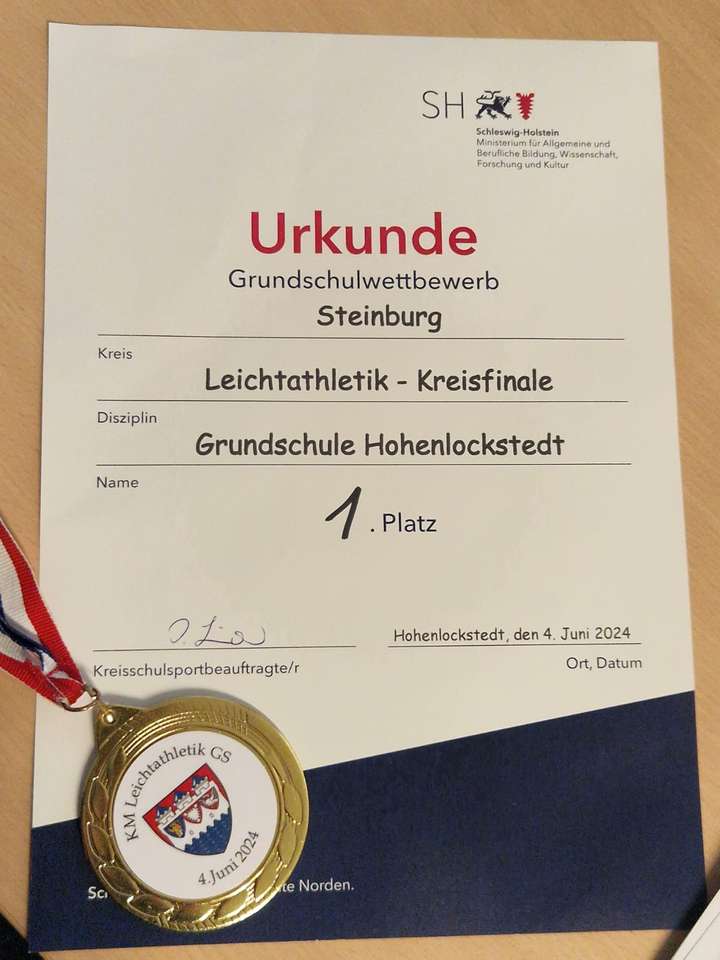 SH
Schleswig-Holstein
Ministerium für Allgemeine und
Berufliche Bildung, Wissenschaft,
Forschung und Kultur
Urkunde
Grundschulwettbewerb
Steinburg
Kreis
Leichtathletik - Kreisfinale
Disziplin
Grundschule Hohenlockstedt
Name
1. Platz
Hohenlockstedt, den 4. Juni 2024
Kreisschulsportbeauftragte/r
Ort, Datum
KM Leichtathletik GS
4.Juni 2024
Norden.